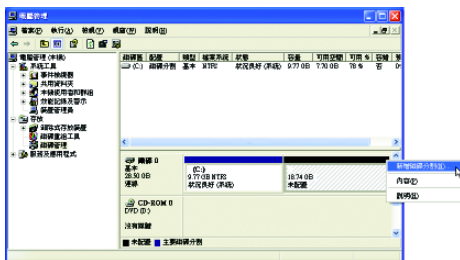 電腦管理
檔案(F) 執行(A) 檢視(V) 視窗(W) 說明(H)
電腦管理 (本機)
系統工具
事件檢視器
共用資料夾
本機使用者和群組
效能記錄及警示
裝置管理員
存放
卸除式存放裝置
磁碟重組工具
磁碟管理
服務及應用程式
磁碟區 配置 類型 檔案系統 狀態 容量 可用空間 可用 %
(C:) 磁碟分割 基本 NTFS 狀況良好 (系統) 9.77 GB 7.70 GB 78 % 否
磁碟 0
基本
28.50 GB
連線
(C:)
9.77 GB NTFS
狀況良好 (系統)
18.74 GB
未配置
CD-ROM 0
DVD (D:)
沒有媒體
未配置 主要磁碟分割
新增磁碟分割(N)...
內容(P)
說明(H)